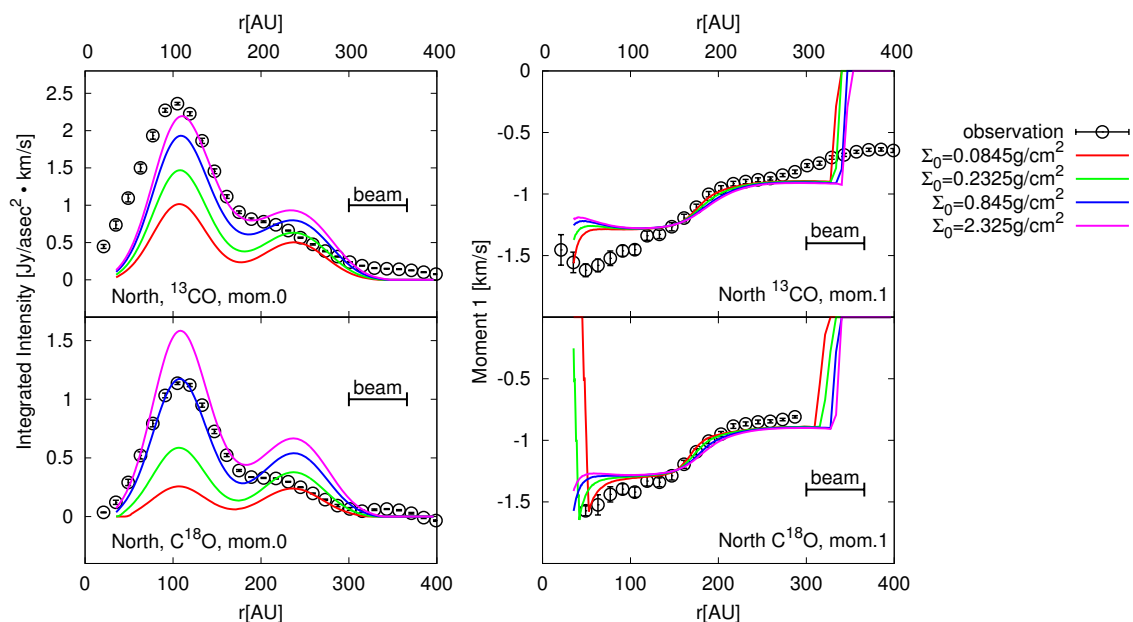 r[AU]
0 100 200 300 400
r[AU]
0 100 200 300 400
Integrated Intensity [Jy/asec² • km/s]
2.5
2
1.5
1
0.5
0
beam
North, ¹³CO, mom.0
1.5
1
0.5
0
beam
North, C¹⁸O, mom.0
0 100 200 300 400
r[AU]
Moment 1 [km/s]
0
-0.5
-1
-1.5
beam
North ¹³CO, mom.1
-0.5
-1
-1.5
beam
North C¹⁸O, mom.1
0 100 200 300 400
r[AU]
observation
Σ₀=0.0845g/cm²
Σ₀=0.2325g/cm²
Σ₀=0.845g/cm²
Σ₀=2.325g/cm²